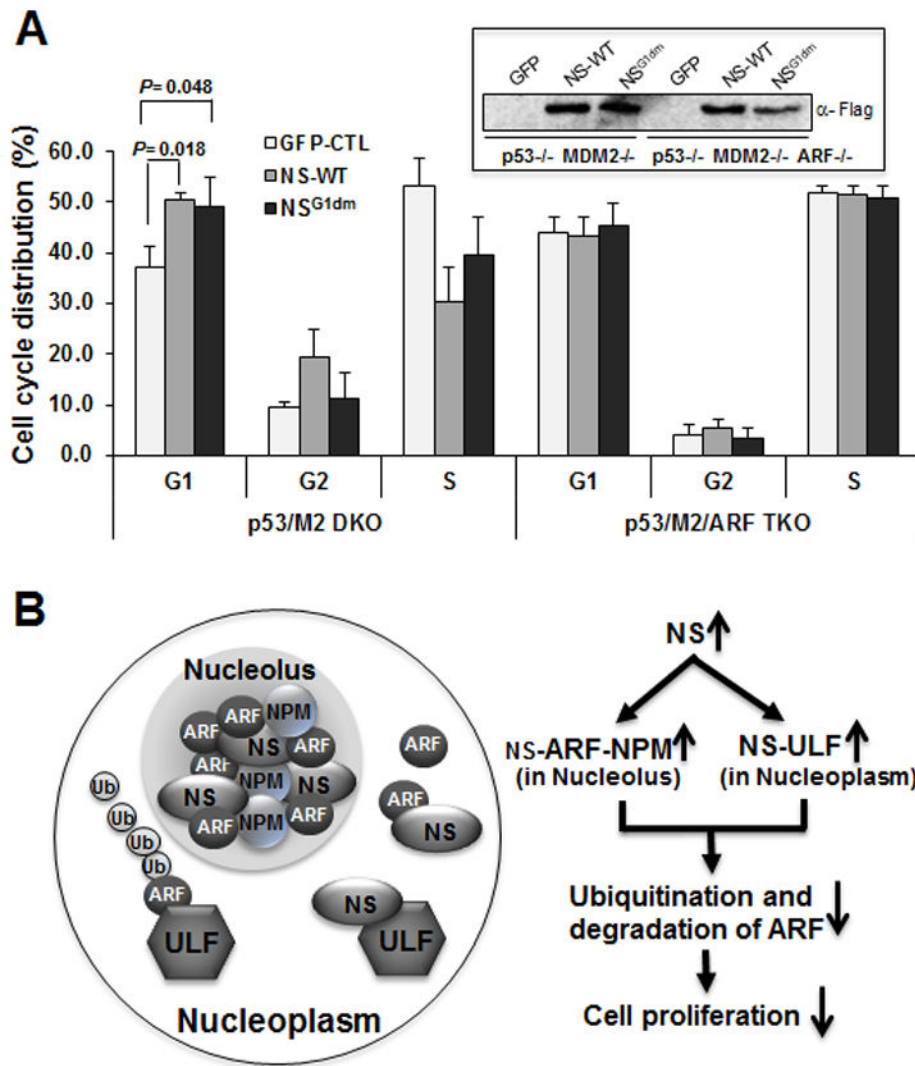 A
GFP NS-WT NSG1dm GFP NS-WT NSG1dm
α- Flag
p53-/- MDM2-/- p53-/- MDM2-/- ARF-/-
P= 0.048
P= 0.018
GFP-CTL
NS-WT
NSG1dm
Cell cycle distribution (%)
60.0
50.0
40.0
30.0
20.0
10.0
0.0
G1 G2 S G1 G2 S
p53/M2 DKO p53/M2/ARF TKO
B
Nucleolus
ARF ARF NPM
NS ARF
ARF
NS NPM NS
ARF NPM ARF
Ub
Ub
Ub
Ub
ARF
ULF
ARF
ARF
NS
NS
ULF
Nucleoplasm
NS
NS-ARF-NPM NS-ULF
(in Nucleolus) (in Nucleoplasm)
Ubiquitination and
degradation of ARF
Cell proliferation